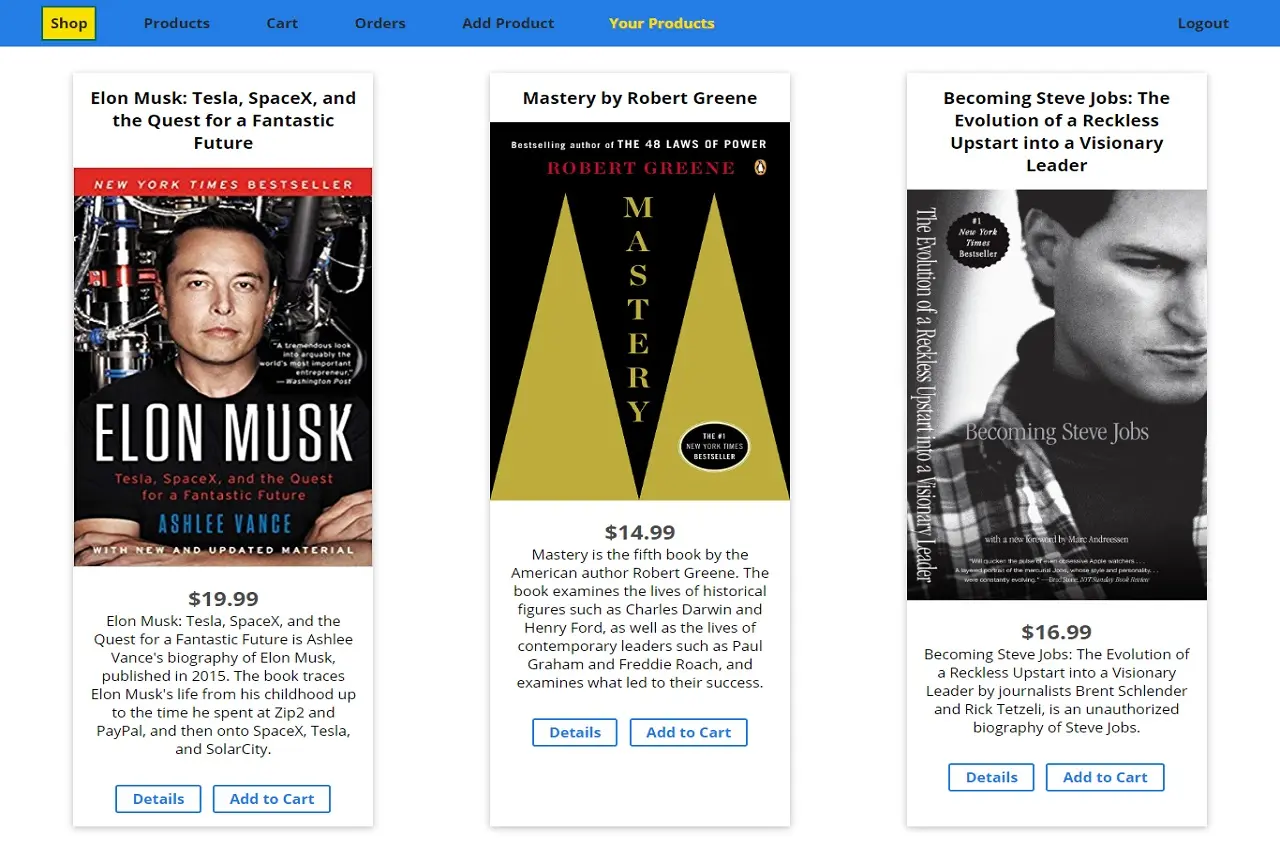 Shop
Products
Cart
Orders
Add Product
Your Products
Logout
Elon Musk: Tesla, SpaceX, and
the Quest for a Fantastic
Future
NEW YORK TIMES BESTSELLER
"A tremendous look
into arguably the
world's most important
entrepreneur."
—Washington Post
ELON MUSK
Tesla, SpaceX, and the Quest
for a Fantastic Future
ASHLEE VANCE
WITH NEW AND UPDATED MATERIAL
$19.99
Elon Musk: Tesla, SpaceX, and the
Quest for a Fantastic Future is Ashlee
Vance's biography of Elon Musk,
published in 2015. The book traces
Elon Musk's life from his childhood up
to the time he spent at Zip2 and
PayPal, and then onto SpaceX, Tesla,
and SolarCity.
Details
Add to Cart
Mastery by Robert Greene
Bestselling author of THE 48 LAWS OF POWER
ROBERT GREENE
MASTERY
THE #1
NEW YORK TIMES
BESTSELLER
$14.99
Mastery is the fifth book by the
American author Robert Greene. The
book examines the lives of historical
figures such as Charles Darwin and
Henry Ford, as well as the lives of
contemporary leaders such as Paul
Graham and Freddie Roach, and
examines what led to their success.
Details
Add to Cart
Becoming Steve Jobs: The
Evolution of a Reckless
Upstart into a Visionary
Leader
The Evolution of a Reckless Upstart into a Visionary Leader
#1
New York
Times
Bestseller
Becoming Steve Jobs
with a new foreword by Marc Andreessen
"Will quicken the pulse of even obsessive Apple watchers . . .
A layered portrait of the mercurial Jobs, whose style and personality . . .
were constantly evolving." —Brad Stone, NYT Sunday Book Review
$16.99
Becoming Steve Jobs: The Evolution of
a Reckless Upstart into a Visionary
Leader by journalists Brent Schlender
and Rick Tetzeli, is an unauthorized
biography of Steve Jobs.
Details
Add to Cart